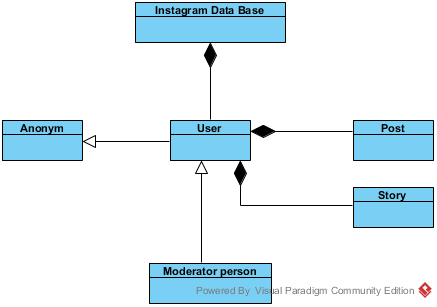 Instagram Data Base
Anonym
User
Post
Story
Moderator person
Powered By Visual Paradigm Community Edition